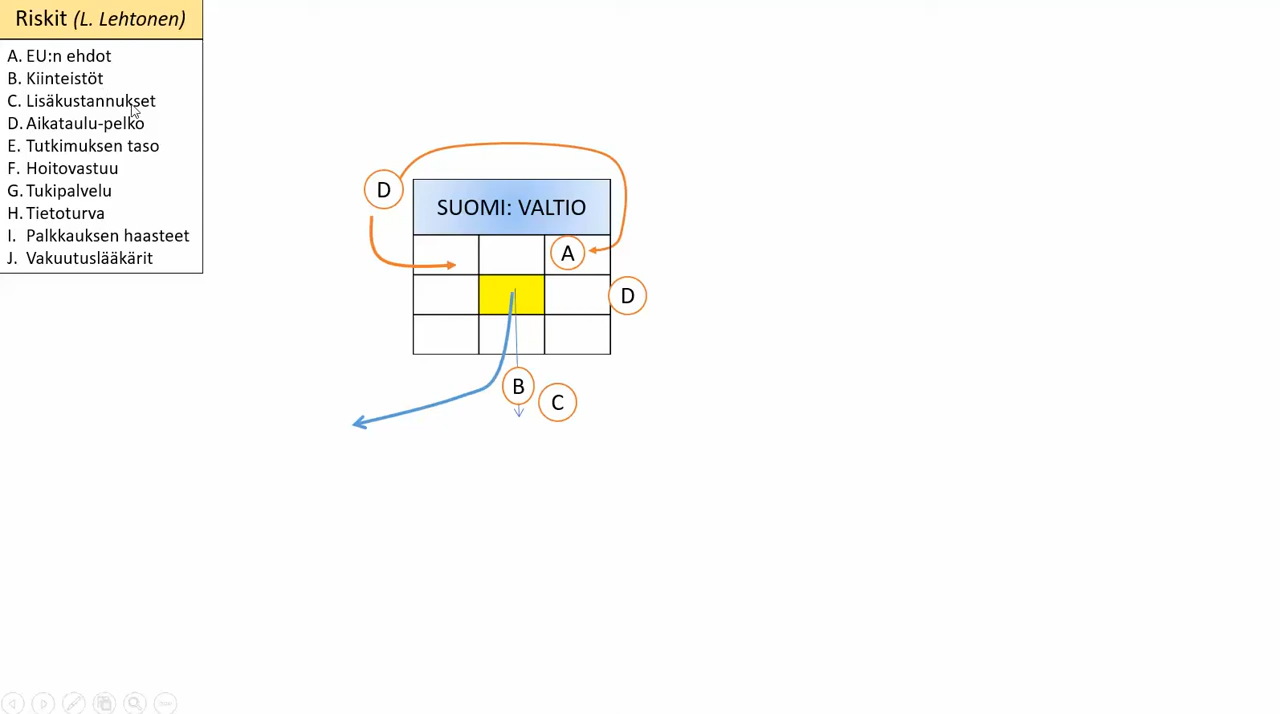 Riskit (L. Lehtonen)
A. EU:n ehdot
B. Kiinteistöt
C. Lisäkustannukset
D. Aikataulu-pelko
E. Tutkimuksen taso
F. Hoitovastuu
G. Tukipalvelu
H. Tietoturva
I. Palkkauksen haasteet
J. Vakuutuslääkärit
D
SUOMI: VALTIO
A
D
B
C